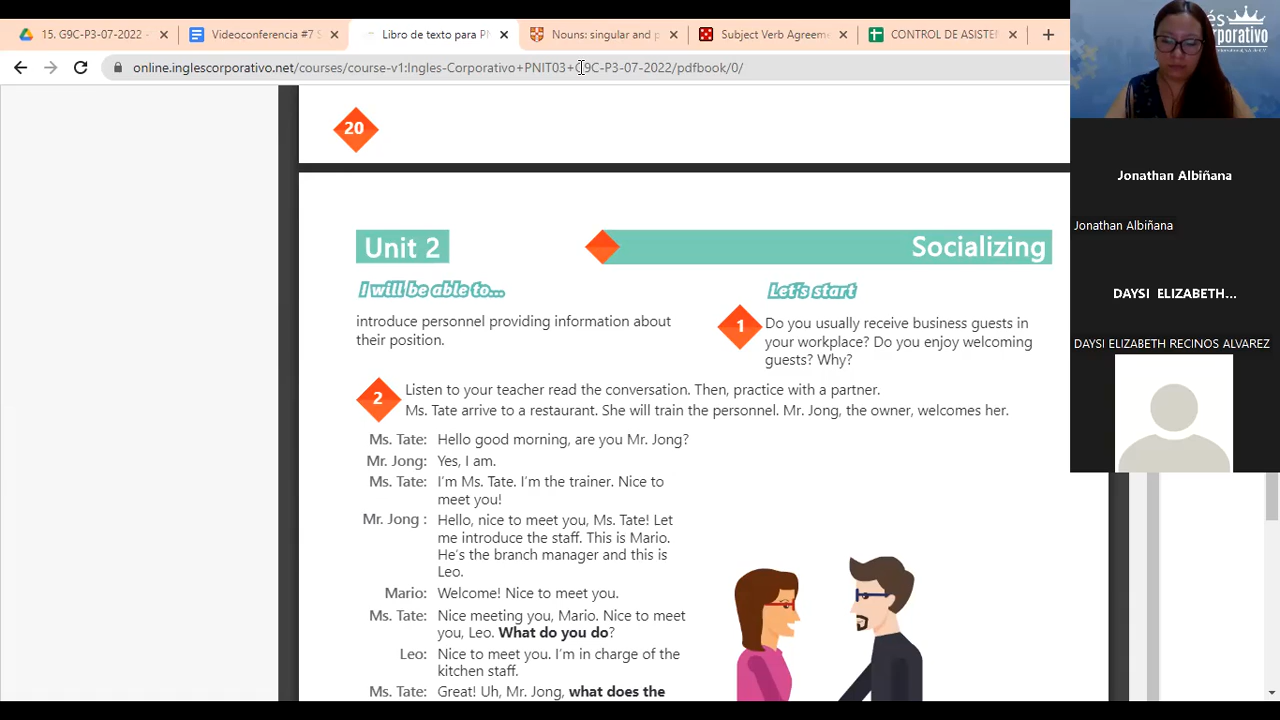 15. G9C-P3-07-2022 -
Videoconferencia #7 S
Libro de texto para PN
Nouns: singular and p
Subject Verb Agreeme
CONTROL DE ASISTEN
online.inglescorporativo.net/courses/course-v1:Ingles-Corporativo+PNIT03+G9C-P3-07-2022/pdfbook/0/
20
Unit 2
Socializing
I will be able to...
introduce personnel providing information about
their position.
Let's start
1
Do you usually receive business guests in
your workplace? Do you enjoy welcoming
guests? Why?
2
Listen to your teacher read the conversation. Then, practice with a partner.
Ms. Tate arrive to a restaurant. She will train the personnel. Mr. Jong, the owner, welcomes her.
Ms. Tate: Hello good morning, are you Mr. Jong?
Mr. Jong: Yes, I am.
Ms. Tate: I'm Ms. Tate. I'm the trainer. Nice to
meet you!
Mr. Jong : Hello, nice to meet you, Ms. Tate! Let
me introduce the staff. This is Mario.
He's the branch manager and this is
Leo.
Mario: Welcome! Nice to meet you.
Ms. Tate: Nice meeting you, Mario. Nice to meet
you, Leo. What do you do?
Leo: Nice to meet you. I'm in charge of the
kitchen staff.
Ms. Tate: Great! Uh, Mr. Jong, what does the
Jonathan Albiñana
Jonathan Albiñana
DAYSI ELIZABETH...
DAYSI ELIZABETH RECINOS ALVAREZ